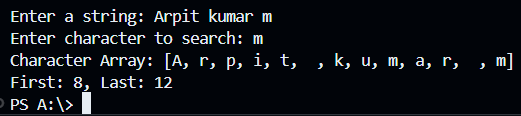 Enter a string: Arpit kumar m
Enter character to search: m
Character Array: [A, r, p, i, t,  , k, u, m, a, r,  , m]
First: 8, Last: 12
PS A:\>